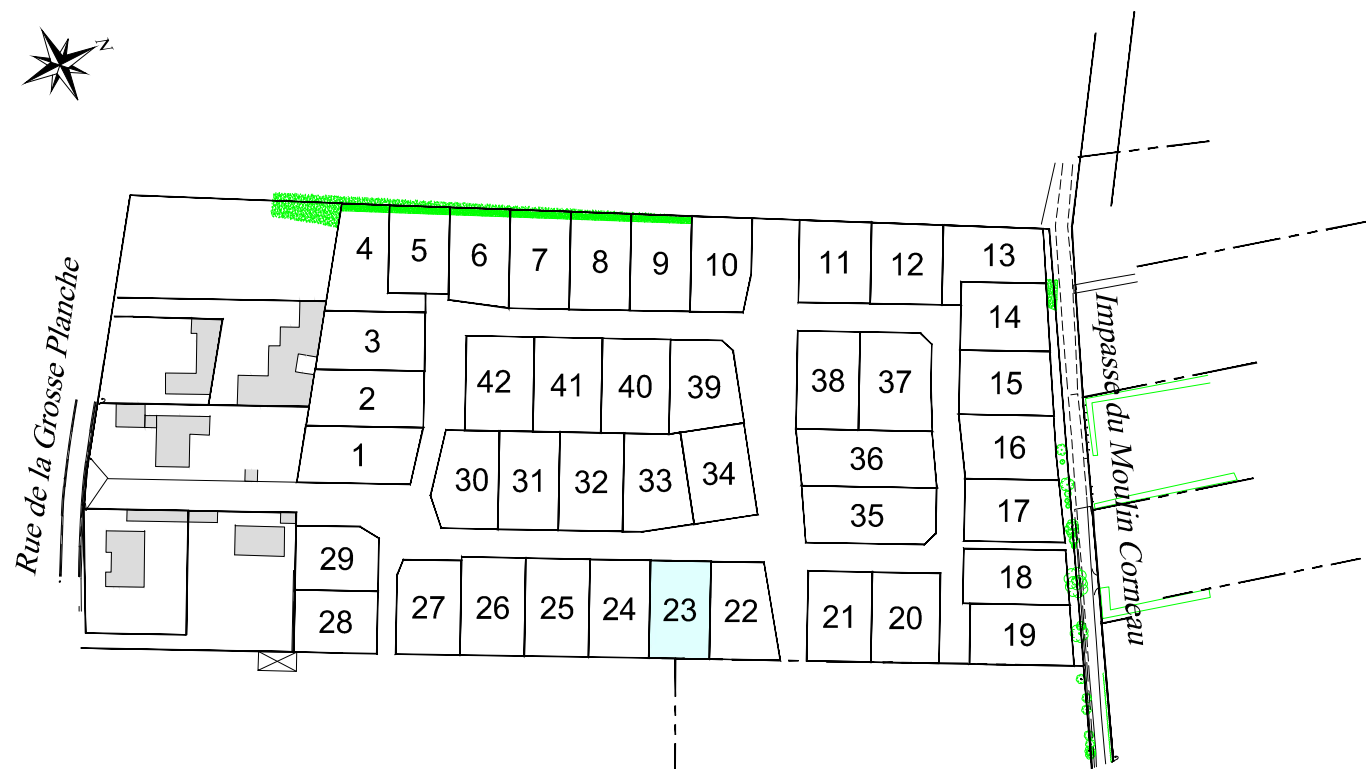 N
4 5 6 7 8 9 10 11 12 13
14
3 42 41 40 39 38 37 15
2
1 30 31 32 33 34 36 16
35 17
29 27 26 25 24 23 22 21 20 18
28 19
Rue de la Grosse Planche
Impasse du Moulin Corneau